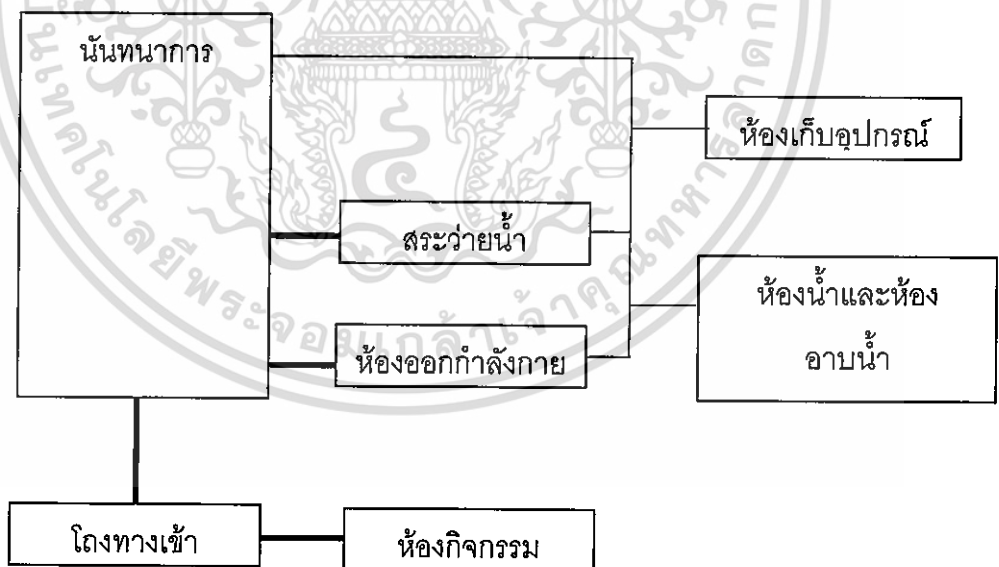 นันทนาการ
ห้องเก็บอุปกรณ์
สระว่ายน้ำ
ห้องน้ำและห้อง
อาบน้ำ
ห้องออกกำลังกาย
โถงทางเข้า
ห้องกิจกรรม